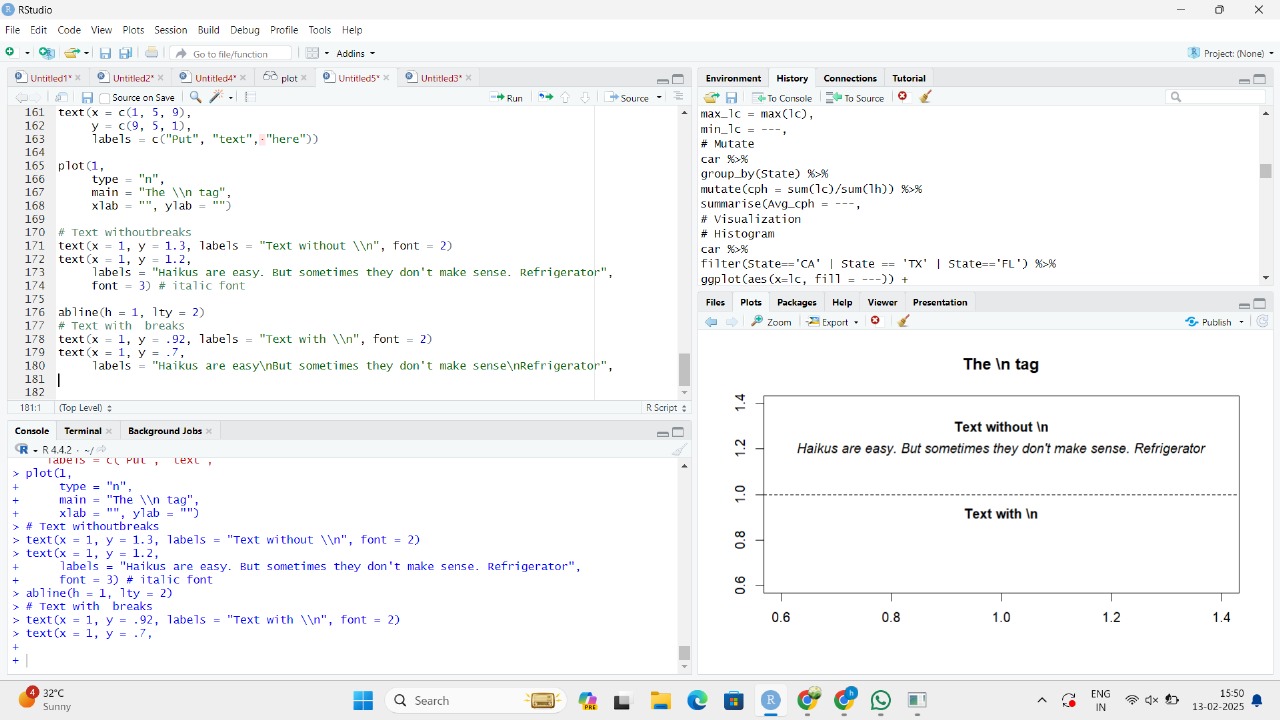 RStudio
File Edit Code View Plots Session Build Debug Profile Tools Help
Go to file/function Addins Project: (None)
Untitled1* Untitled2* Untitled4* plot Untitled5* Untitled3*
Source on Save Run Source
161 text(x = c(1, 5, 9),
162 y = c(9, 5, 1),
163 labels = c("Put", "text", "here"))
164
165 plot(1,
166 type = "n",
167 main = "The \\n tag",
168 xlab = "", ylab = "")
169
170 # Text withoutbreaks
171 text(x = 1, y = 1.3, labels = "Text without \\n", font = 2)
172 text(x = 1, y = 1.2,
173 labels = "Haikus are easy. But sometimes they don't make sense. Refrigerator",
174 font = 3) # italic font
175
176 abline(h = 1, lty = 2)
177 # Text with  breaks
178 text(x = 1, y = .92, labels = "Text with \\n", font = 2)
179 text(x = 1, y = .7,
180 labels = "Haikus are easy\nBut sometimes they don't make sense\nRefrigerator",
181
182
181:1 (Top Level) R Script
Console Terminal Background Jobs
R 4.4.2 · ~/
labels = c("Put", "text",
> plot(1,
+ type = "n",
+ main = "The \\n tag",
+ xlab = "", ylab = "")
> # Text withoutbreaks
> text(x = 1, y = 1.3, labels = "Text without \\n", font = 2)
> text(x = 1, y = 1.2,
+ labels = "Haikus are easy. But sometimes they don't make sense. Refrigerator",
+ font = 3) # italic font
> abline(h = 1, lty = 2)
> # Text with  breaks
> text(x = 1, y = .92, labels = "Text with \\n", font = 2)
> text(x = 1, y = .7,
+
+
Environment History Connections Tutorial
To Console To Source
max_lc = max(lc),
min_lc = ---,
# Mutate
car %>%
group_by(State) %>%
mutate(cph = sum(lc)/sum(lh)) %>%
summarise(Avg_cph = ---,
# Visualization
# Histogram
car %>%
filter(State=='CA' | State == 'TX' | State=='FL') %>%
ggplot(aes(x=lc, fill = ---)) +
Files Plots Packages Help Viewer Presentation
Zoom Export Publish
The \n tag
Text without \n
Haikus are easy. But sometimes they don't make sense. Refrigerator
Text with \n
1.4
1.2
1.0
0.8
0.6
0.6 0.8 1.0 1.2 1.4
4 32°C
Sunny
Search
PRE
R
h
ENG
IN
15:50
13-02-2025